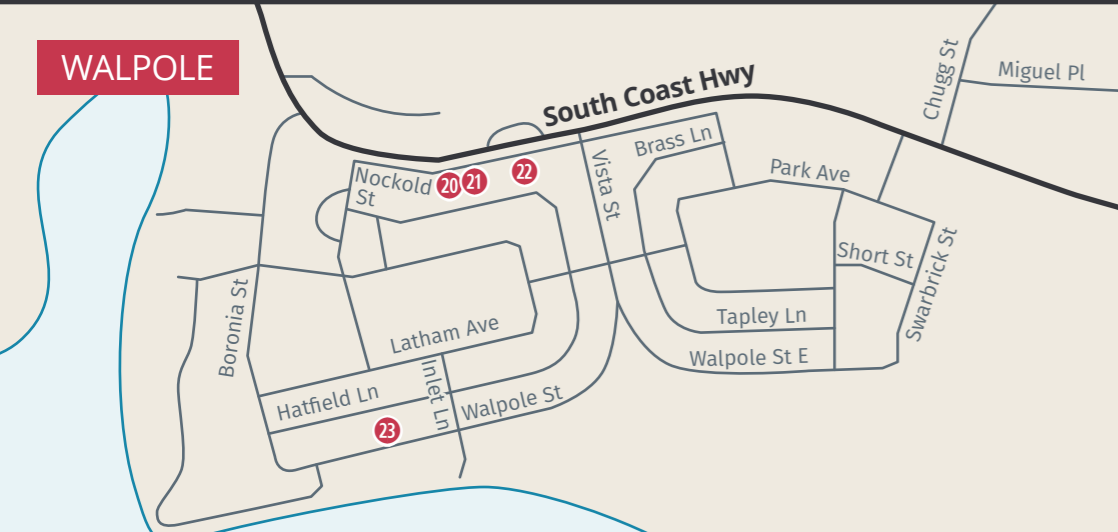 WALPOLE
South Coast Hwy
Chugg St
Miguel Pl
Brass Ln
Vista St
Park Ave
Nockold
St
20
21
22
Short St
Swarbrick St
Boronia St
Tapley Ln
Latham Ave
Walpole St E
Inlet Ln
Hatfield Ln
Walpole St
23